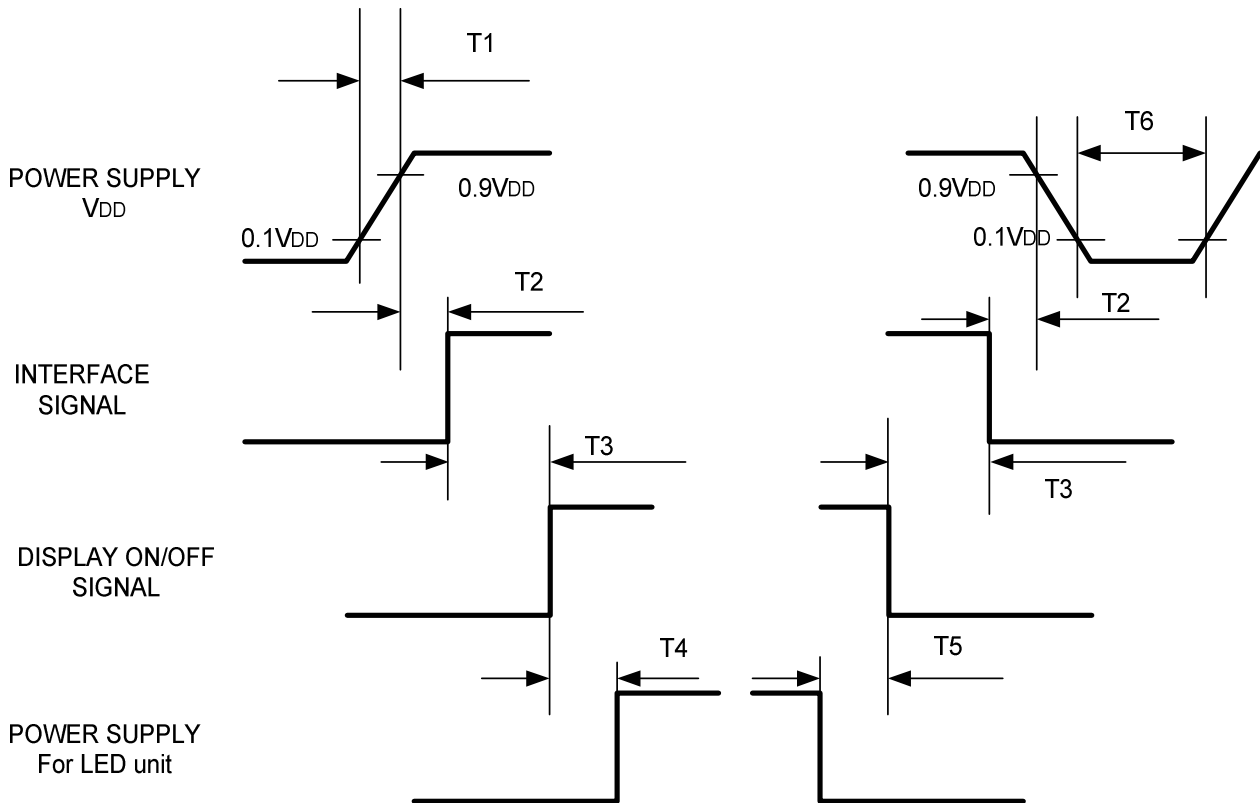 T1
T6
POWER SUPPLY
VDD
0.9VDD
0.9VDD
0.1VDD
0.1VDD
T2
T2
INTERFACE
SIGNAL
T3
T3
DISPLAY ON/OFF
SIGNAL
T4
T5
POWER SUPPLY
For LED unit